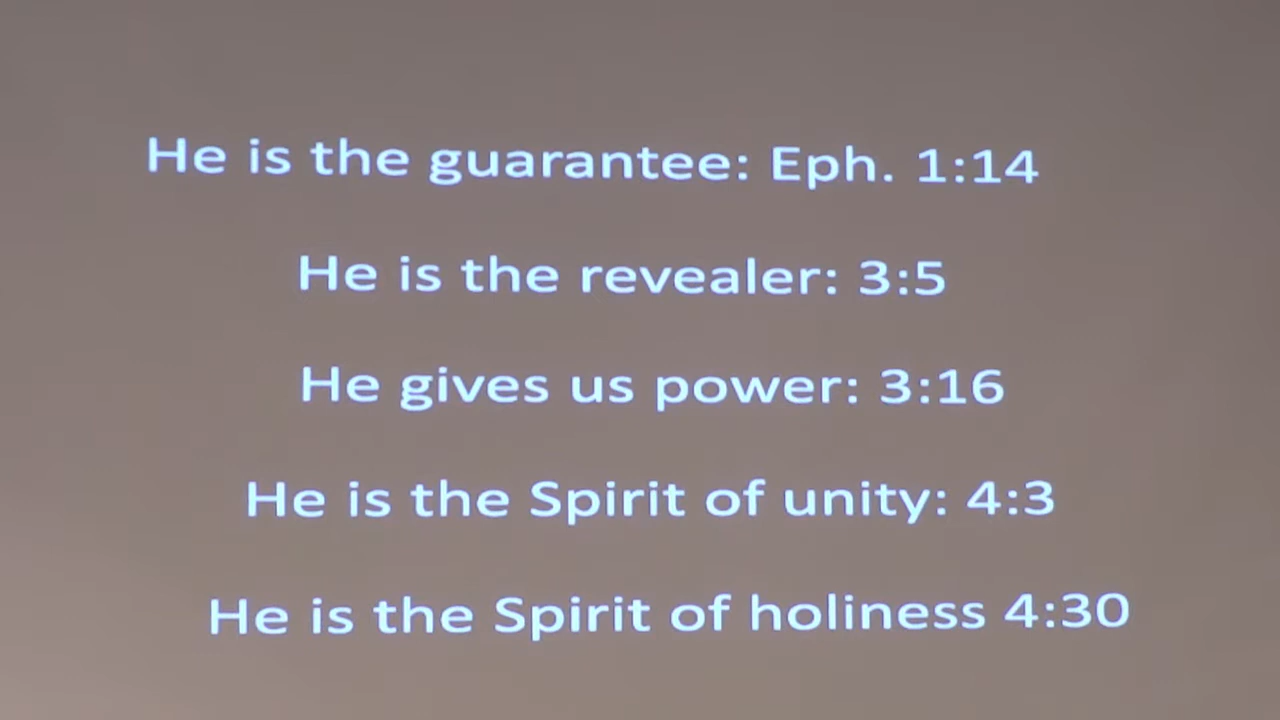 He is the guarantee: Eph. 1:14
He is the revealer: 3:5
He gives us power: 3:16
He is the Spirit of unity: 4:3
He is the Spirit of holiness 4:30